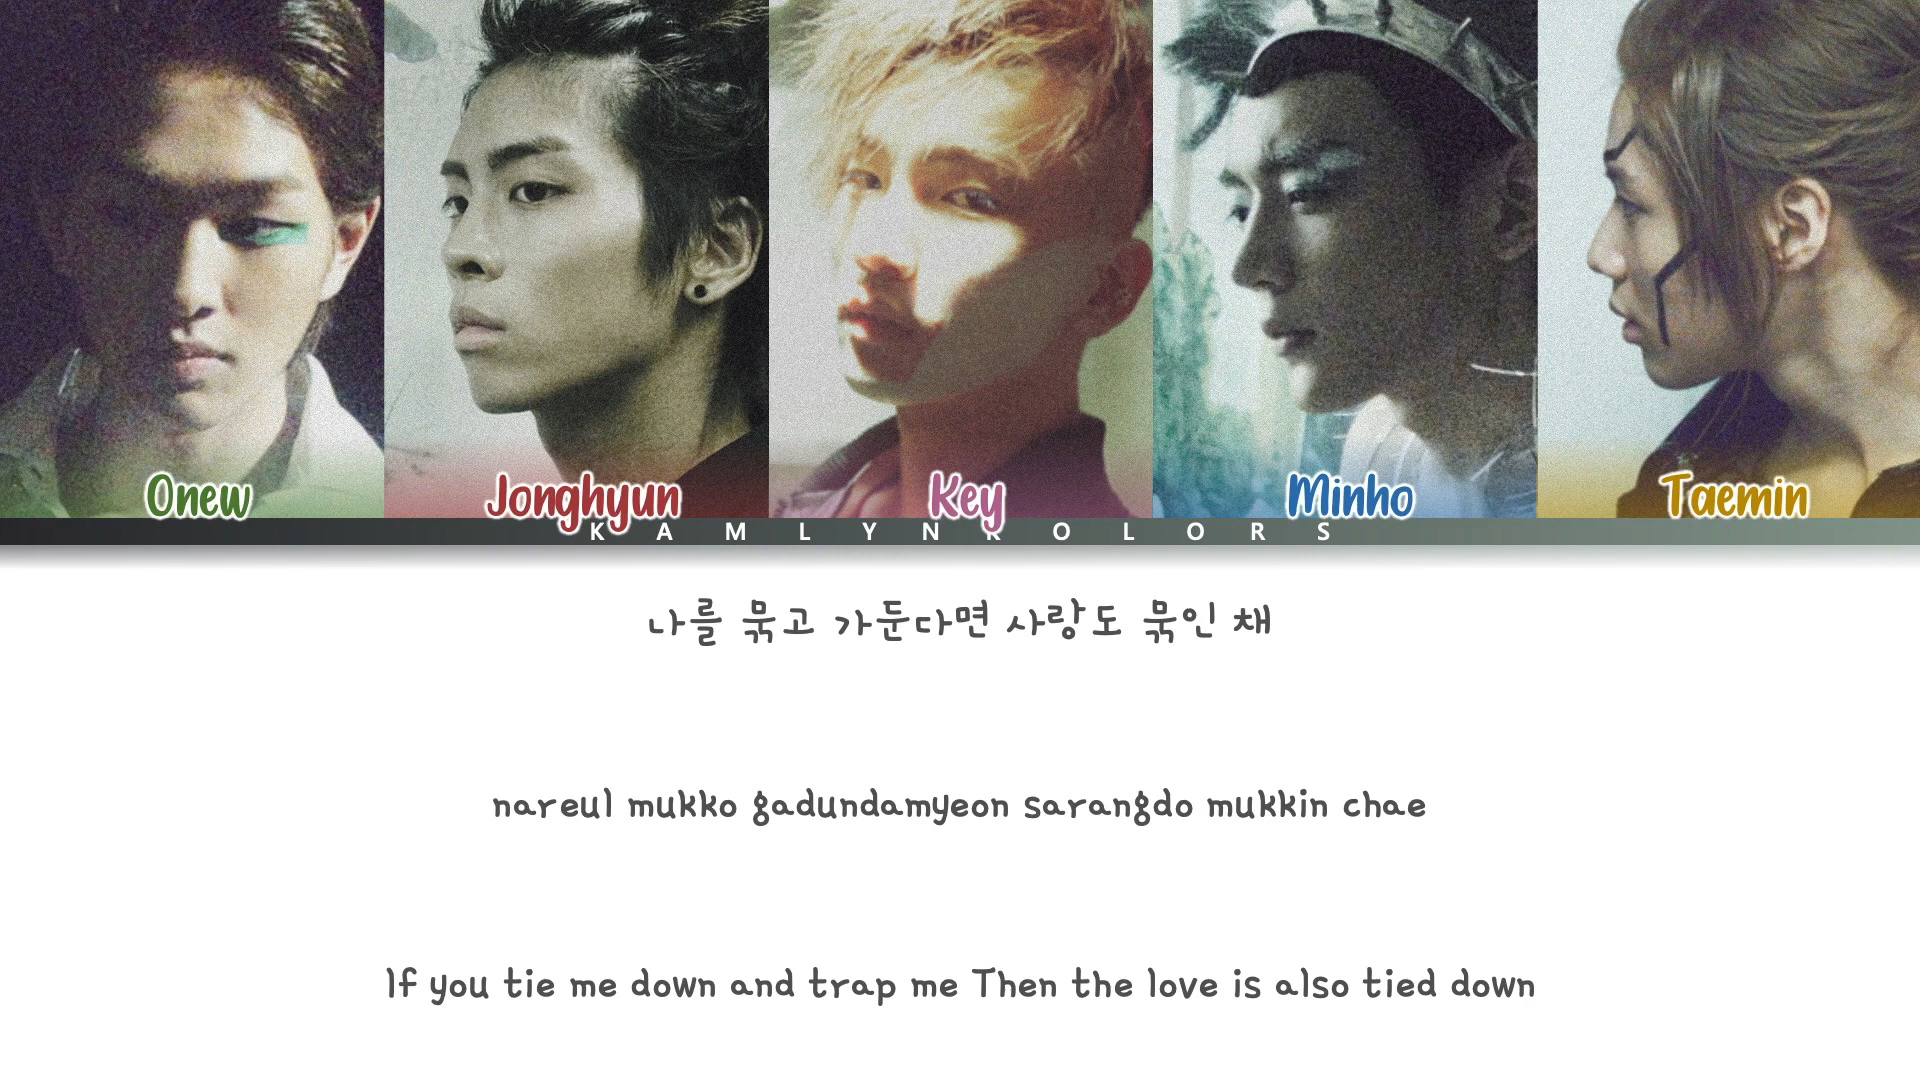 Onew
Jonghyun
Key
Minho
Taemin
KAMLYNKOLORS
나를 묶고 가둔다면 사랑도 묶인 채
nareul mukko gadundamyeon sarangdo mukkin chae
If you tie me down and trap me Then the love is also tied down